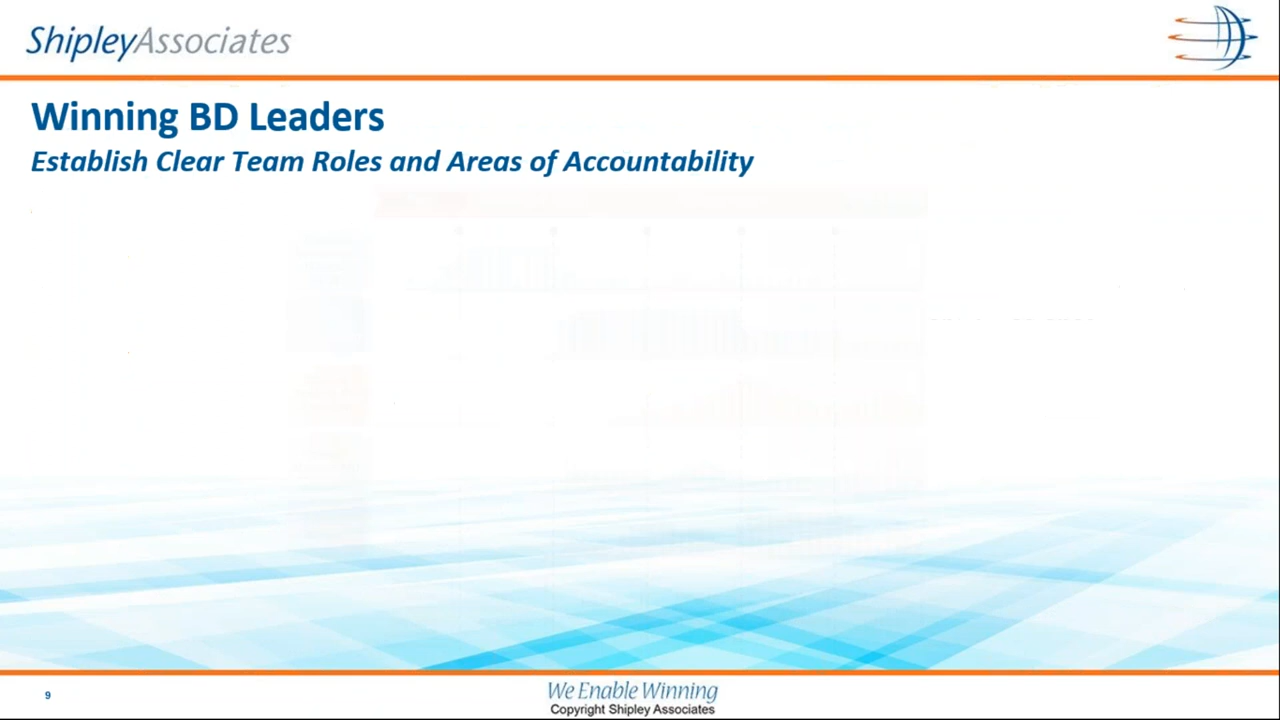 ShipleyAssociates
Winning BD Leaders
Establish Clear Team Roles and Areas of Accountability
9
We Enable Winning
Copyright Shipley Associates